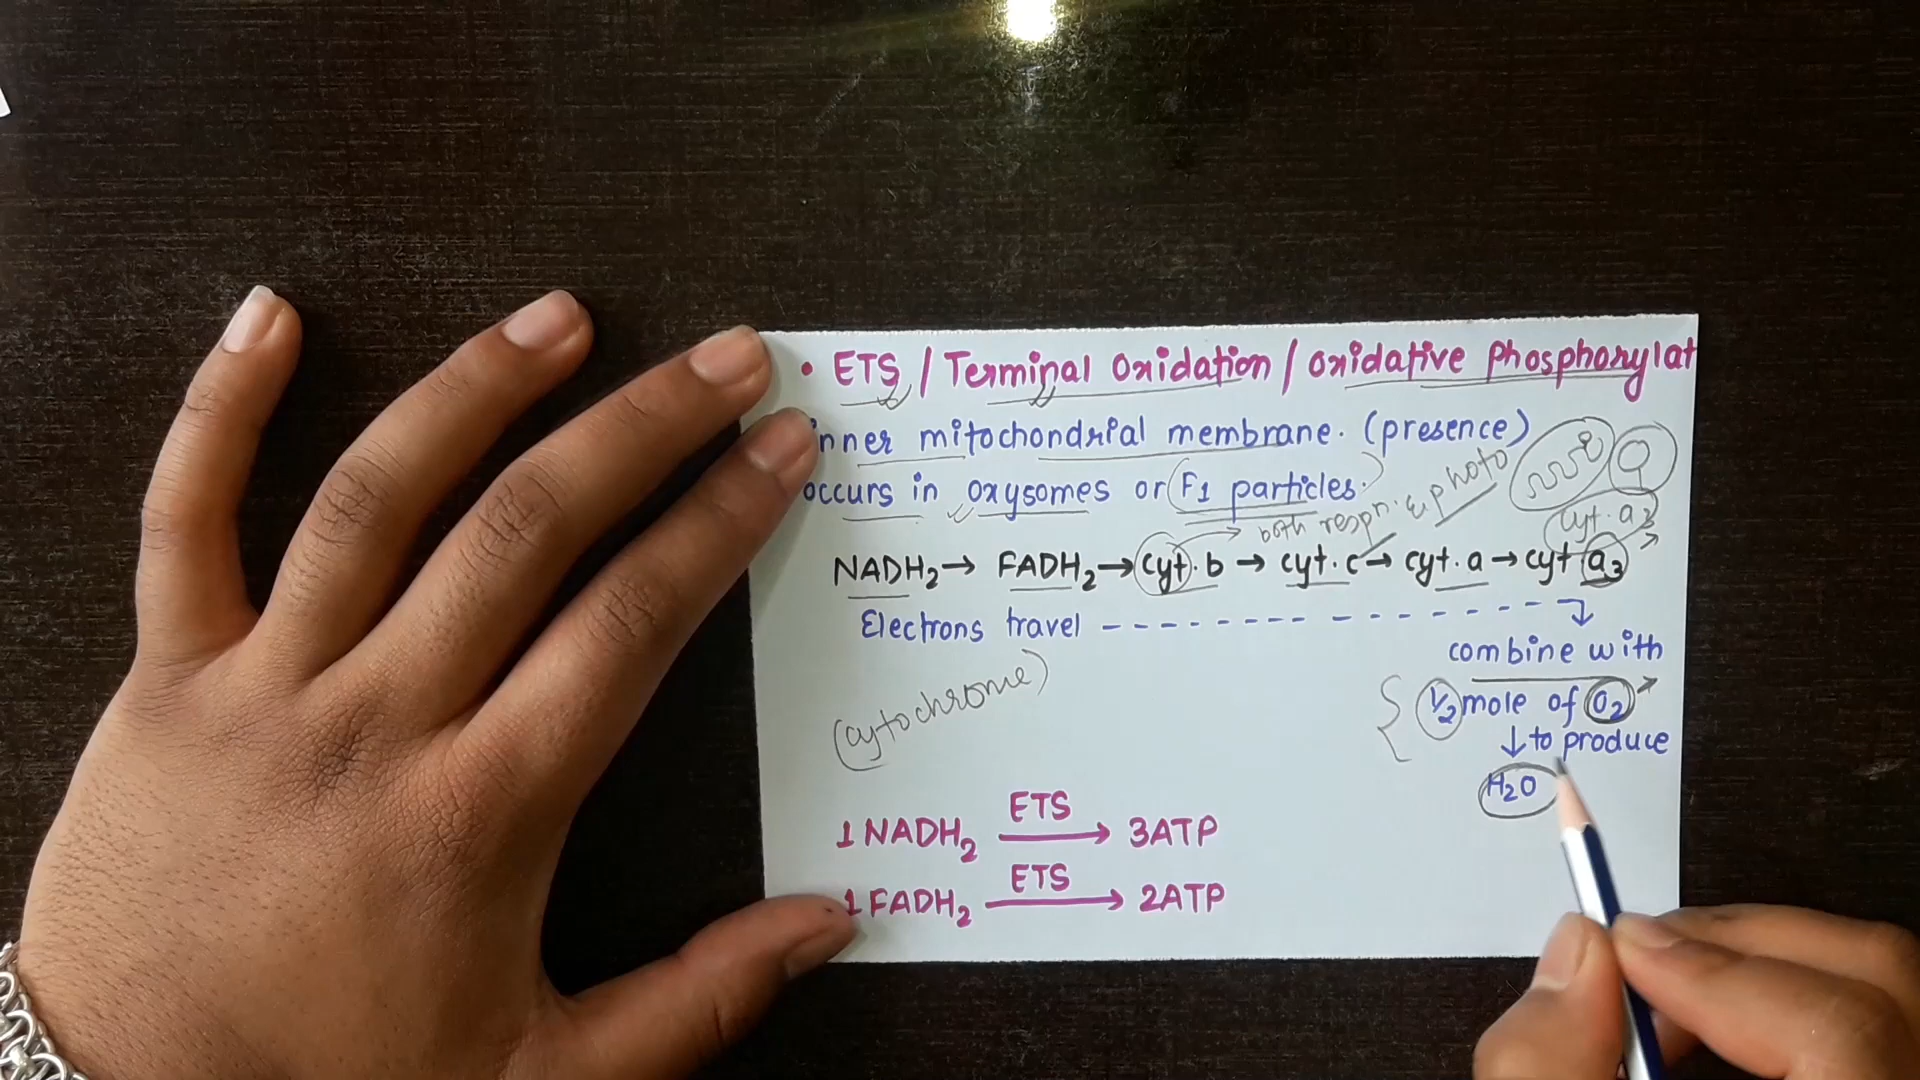 • ETS / Terminal Oxidation / Oxidative Phosphorylat
inner mitochondrial membrane. (presence)
occurs in oxysomes or F1 particles.
both respn. & photo
cyt. a3
NADH2 → FADH2 → cyt. b → cyt. c → cyt. a → cyt a3
Electrons travel
combine with
(cytochrome)
1/2 mole of O2
↓ to produce
H2O
ETS
1 NADH2 → 3ATP
ETS
1 FADH2 → 2ATP